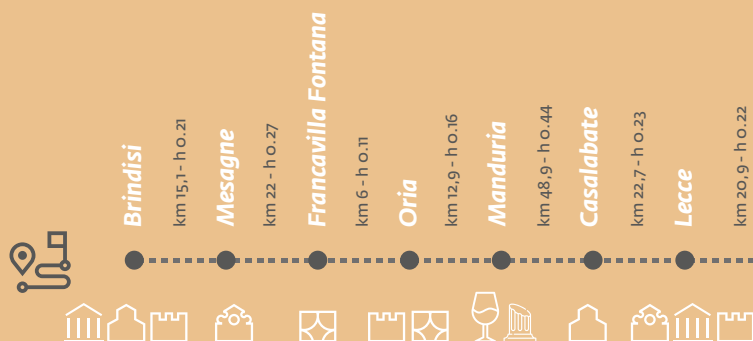 Brindisi
km 15,1 - h 0.21
Mesagne
km 22 - h 0.27
Francavilla Fontana
km 6 - h 0.11
Oria
km 12,9 - h 0.16
Manduria
km 48,9 - h 0.44
Casalabate
km 22,7 - h 0.23
Lecce
km 20,9 - h 0.22